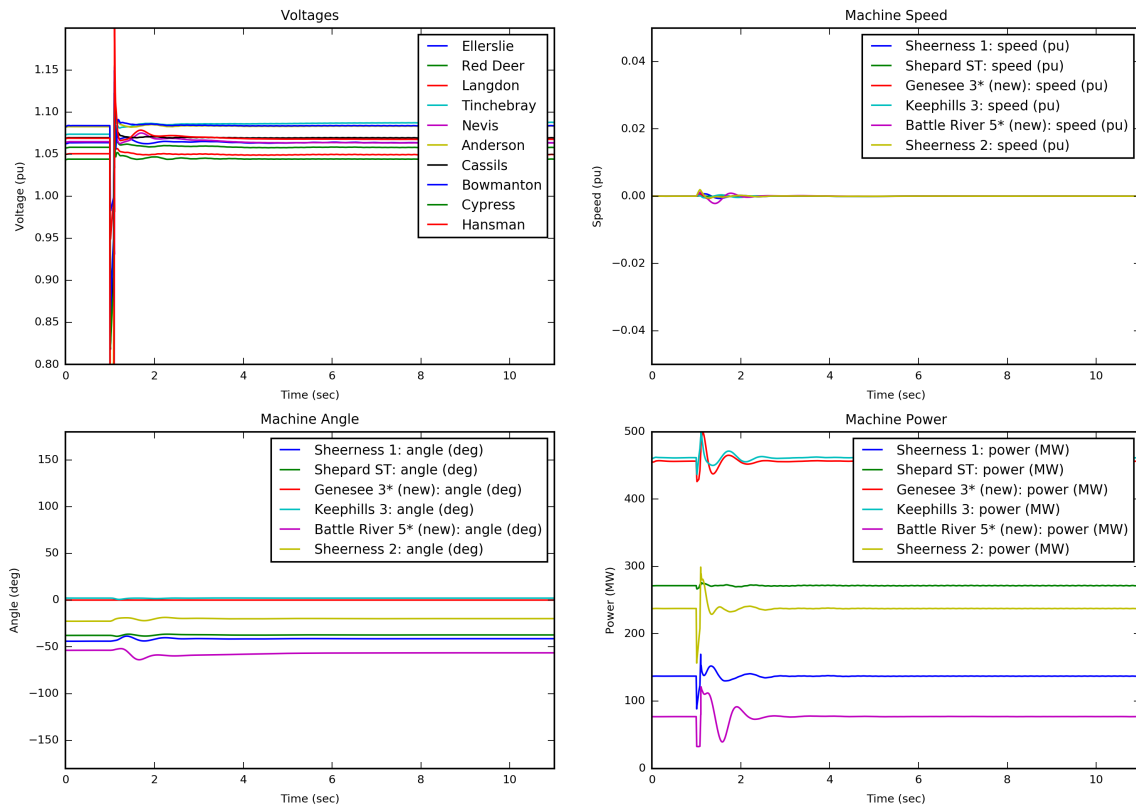 Voltages
1.15
1.10
1.05
1.00
0.95
0.90
0.85
0.80
Voltage (pu)
Ellerslie
Red Deer
Langdon
Tinchebray
Nevis
Anderson
Cassils
Bowmanton
Cypress
Hansman
0 2 4 6 8 10
Time (sec)
Machine Speed
0.04
0.02
0.00
−0.02
−0.04
Speed (pu)
Sheerness 1: speed (pu)
Shepard ST: speed (pu)
Genesee 3* (new): speed (pu)
Keephills 3: speed (pu)
Battle River 5* (new): speed (pu)
Sheerness 2: speed (pu)
0 2 4 6 8 10
Time (sec)
Machine Angle
150
100
50
0
−50
−100
−150
Angle (deg)
Sheerness 1: angle (deg)
Shepard ST: angle (deg)
Genesee 3* (new): angle (deg)
Keephills 3: angle (deg)
Battle River 5* (new): angle (deg)
Sheerness 2: angle (deg)
0 2 4 6 8 10
Time (sec)
Machine Power
500
400
300
200
100
0
Power (MW)
Sheerness 1: power (MW)
Shepard ST: power (MW)
Genesee 3* (new): power (MW)
Keephills 3: power (MW)
Battle River 5* (new): power (MW)
Sheerness 2: power (MW)
0 2 4 6 8 10
Time (sec)